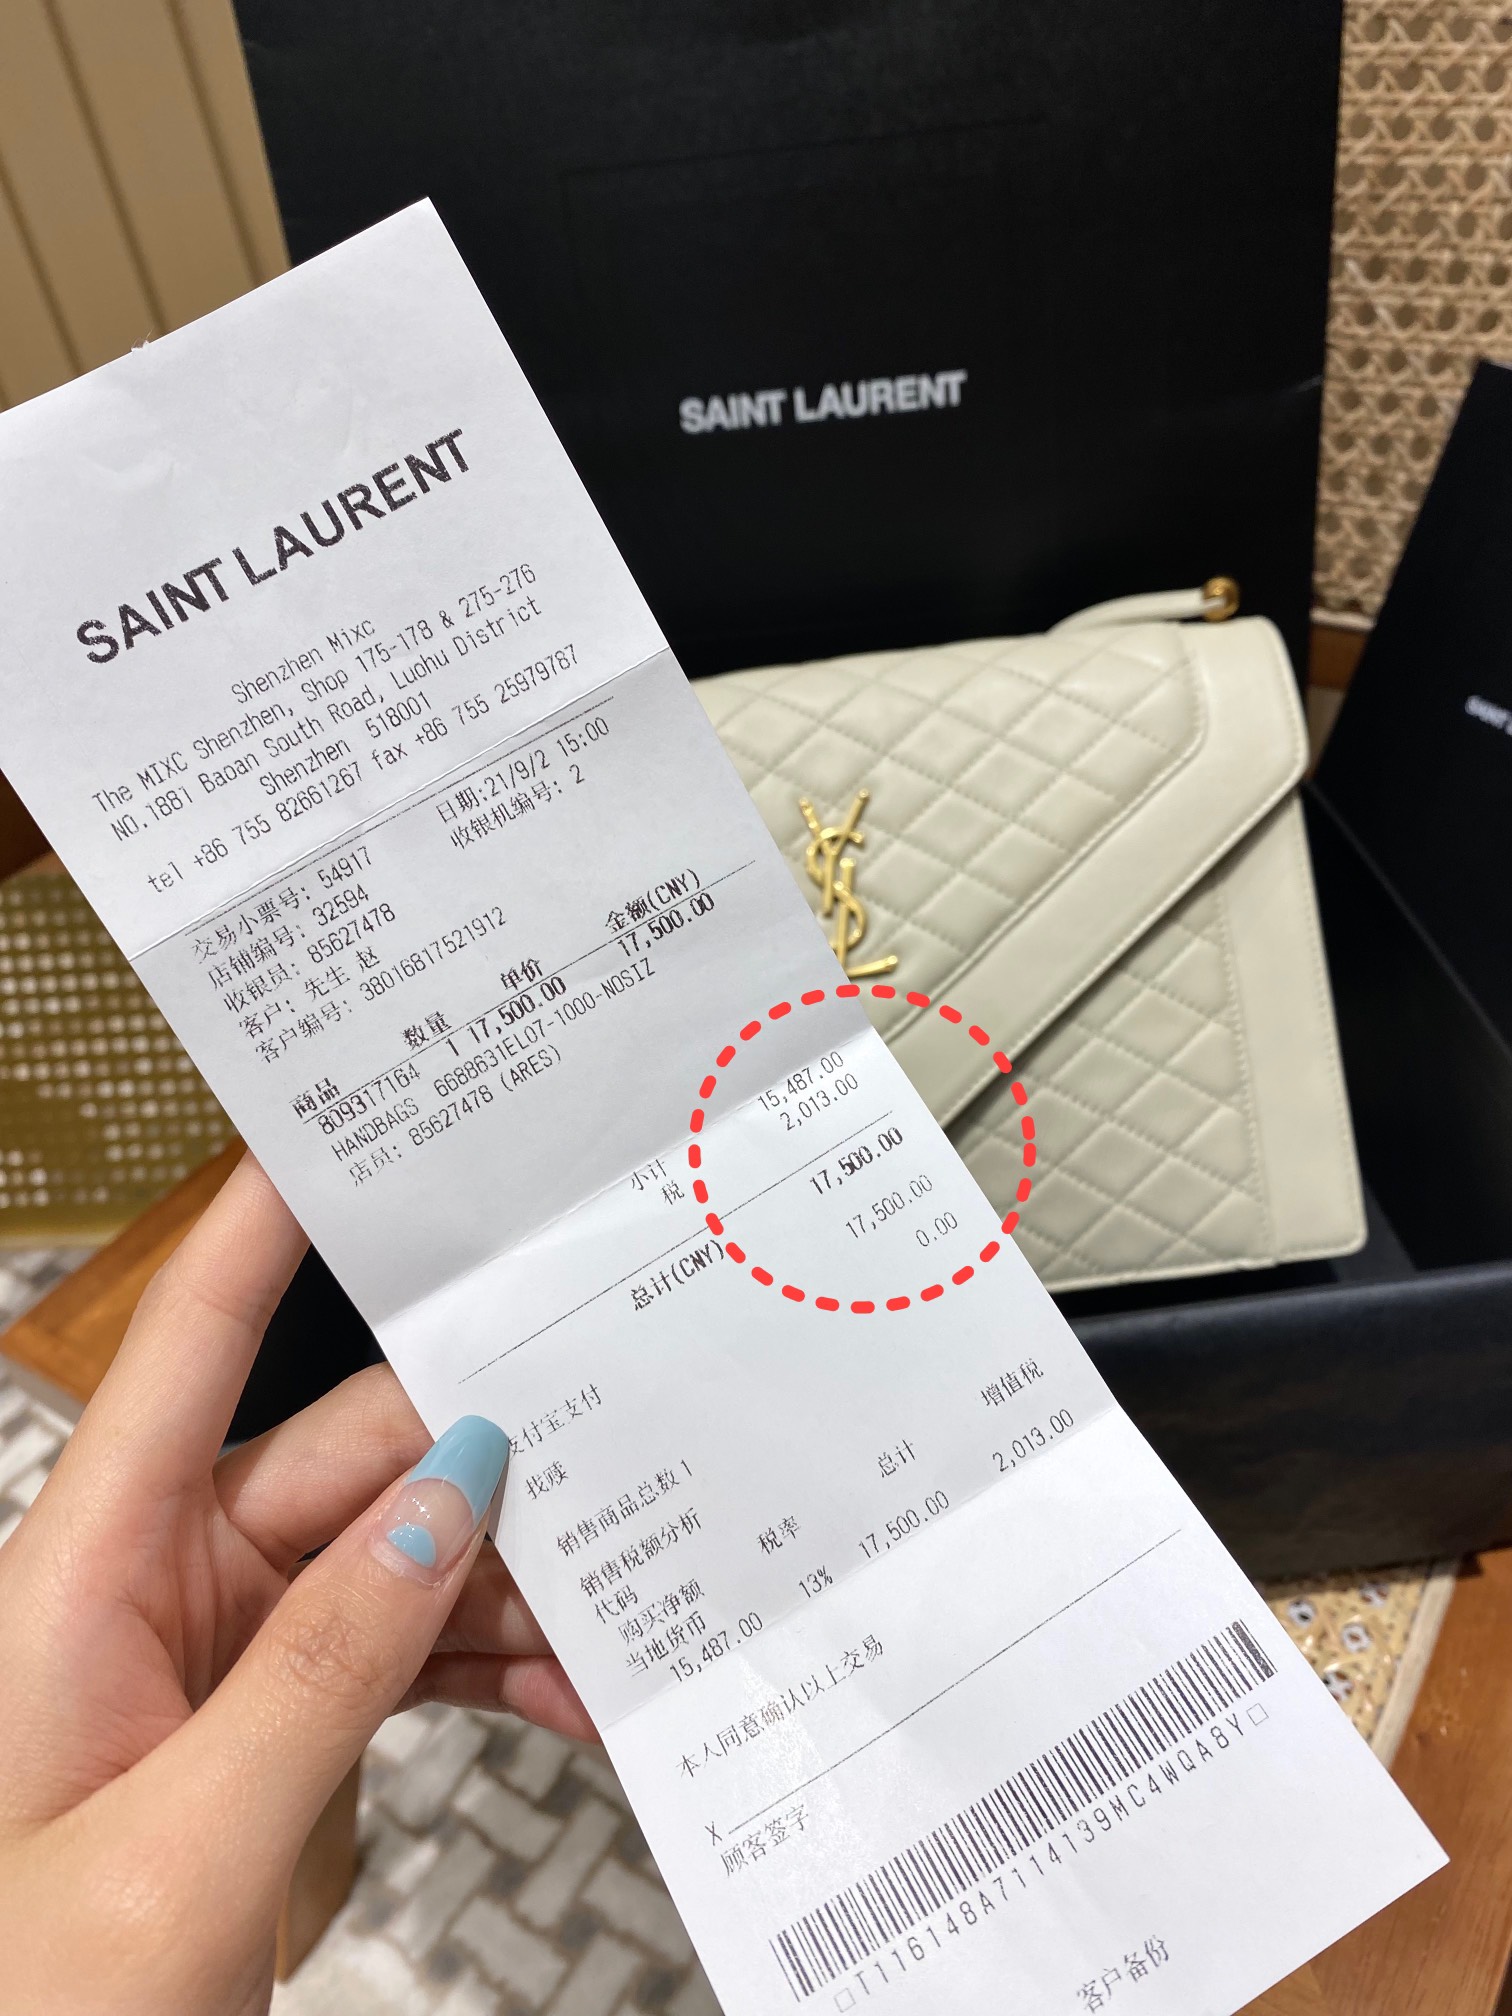 SAINT LAURENT
SAINT LAURENT
Shenzhen Mixc
The MIXC Shenzhen, Shop 175-178 & 275-276
NO.1881 Baoan South Road, Luohu District
Shenzhen 518001
tel +86 755 82661267 fax +86 755 25979787
日期:21/9/2 15:00
收银机编号: 2
交易小票号: 54917
店铺编号: 32594
收银员: 85627478
客户: 先生 赵
客户编号: 3801681752​1912
商品 数量 单价 金额(CNY)
809317164 1 17,500.00 17,500.00
HANDBAGS 6688631EL07-1000-NOSIZ
店员: 85627478 (ARES)
小计 15,487.00
税 2,013.00
总计(CNY) 17,500.00
支付宝支付 17,500.00
找赎 0.00
销售商品总数 1
销售税额分析
代码 税率 总计 增值税
购买净额
当地货币
15,487.00 13% 17,500.00 2,013.00
本人同意确认以上交易
X
顾客签字
T116148A7114139MC4WQA8Y
客户备份
YSL